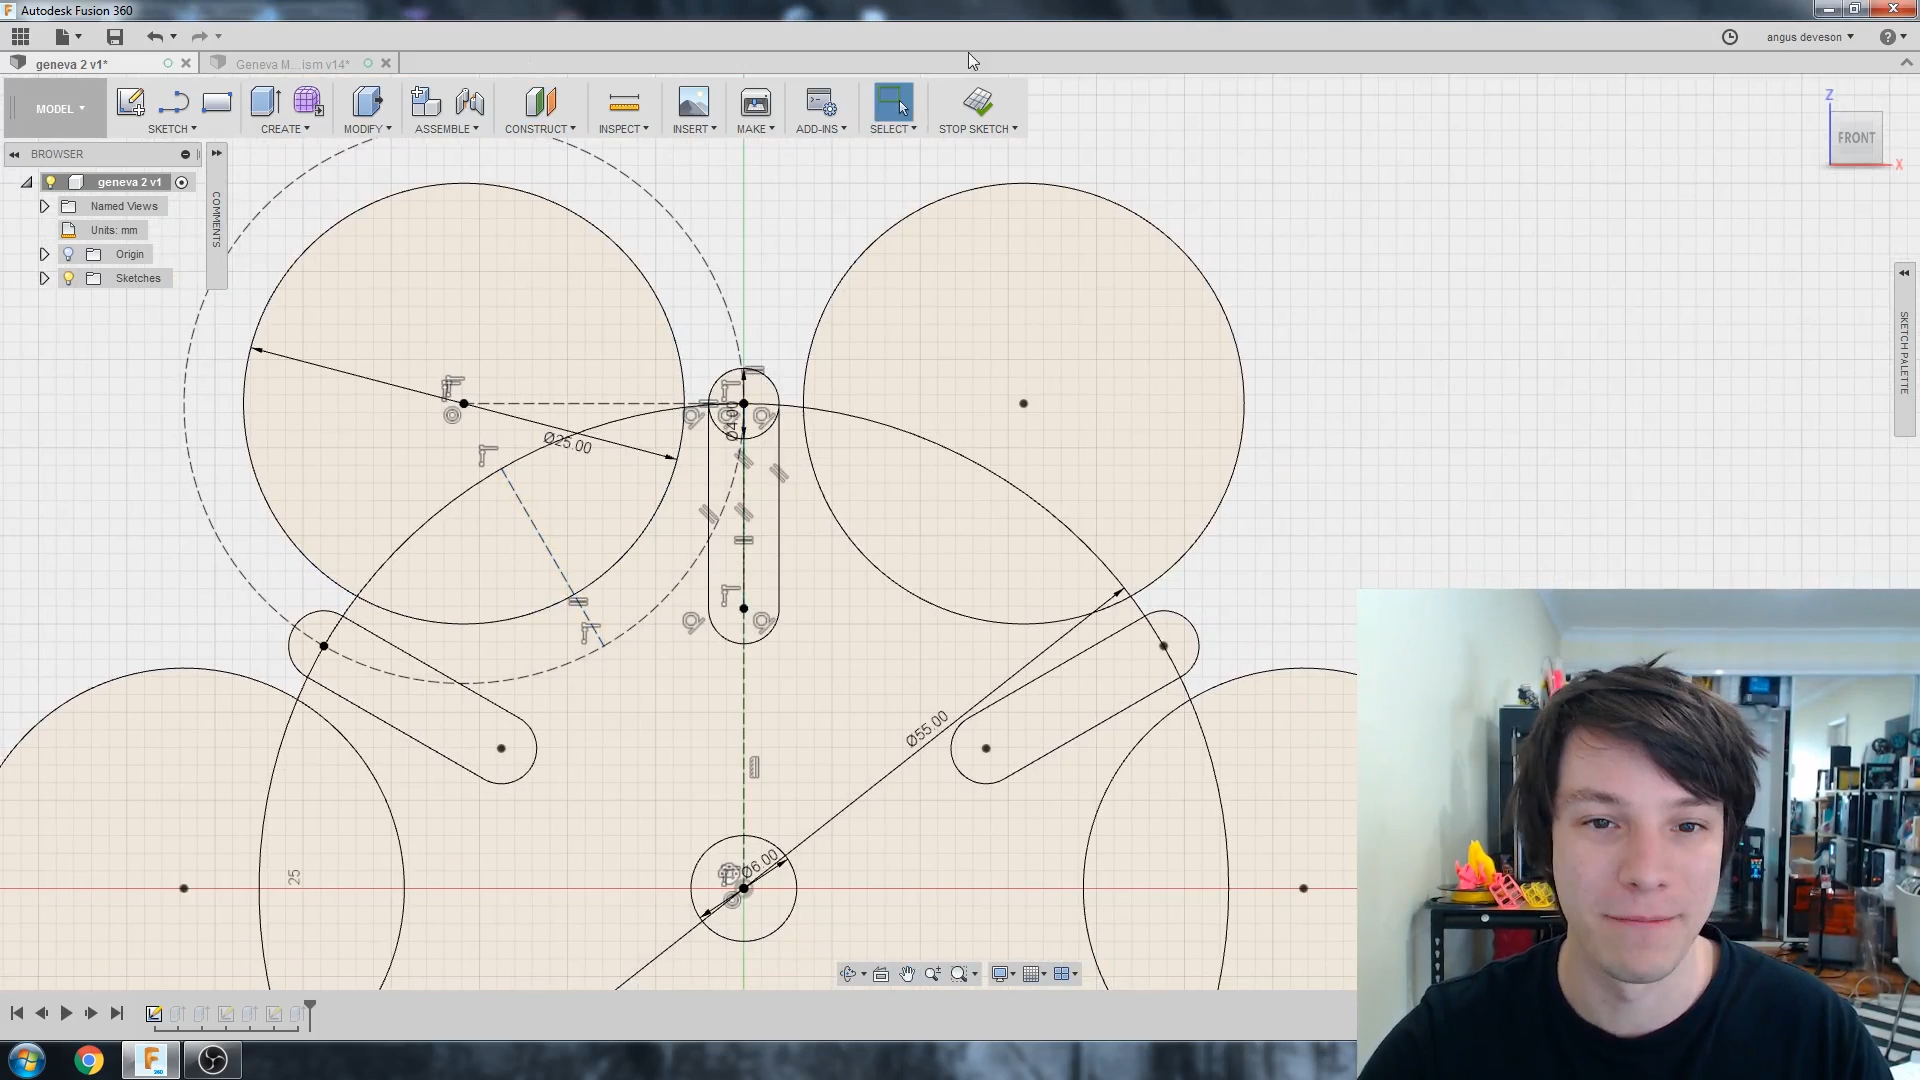 Autodesk Fusion 360
angus deveson
geneva 2 v1*
Geneva M...ism v14*
MODEL
SKETCH
CREATE
MODIFY
ASSEMBLE
CONSTRUCT
INSPECT
INSERT
MAKE
ADD-INS
SELECT
STOP SKETCH
Z
FRONT
X
BROWSER
geneva 2 v1
Named Views
Units: mm
Origin
Sketches
COMMENTS
SKETCH PALETTE
Ø4.00
Ø25.00
Ø55.00
Ø6.00
25